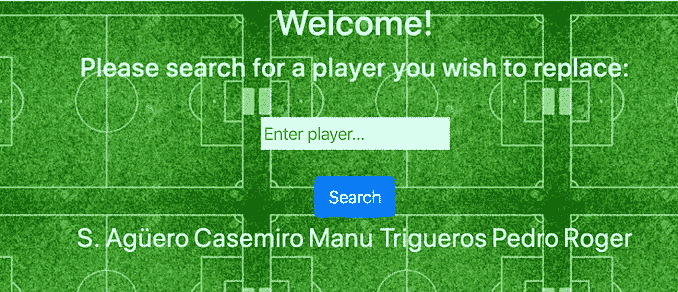 Welcome!
Please search for a player you wish to replace:
Enter player...
Search
S. Agüero Casemiro Manu Trigueros Pedro Roger